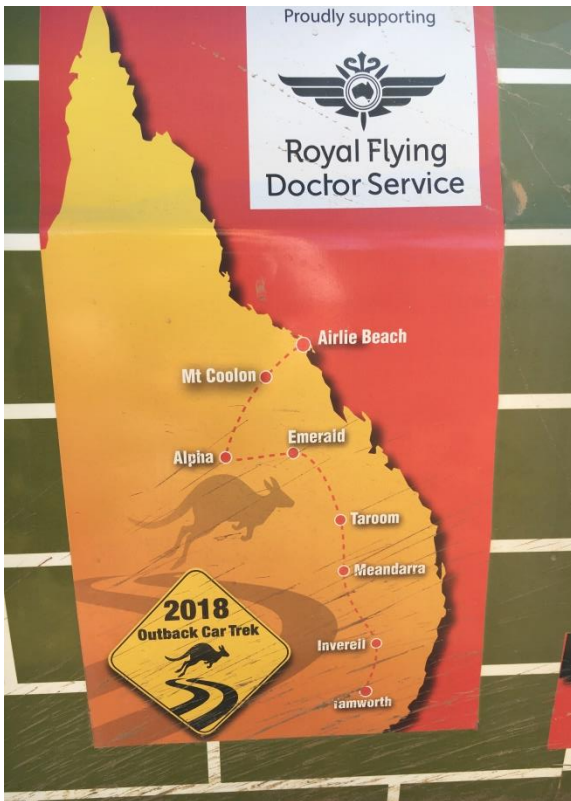 Proudly supporting
Royal Flying
Doctor Service
Airlie Beach
Mt Coolon
Emerald
Alpha
Taroom
Meandarra
2018
Outback Car Trek
Invereil
Tamworth